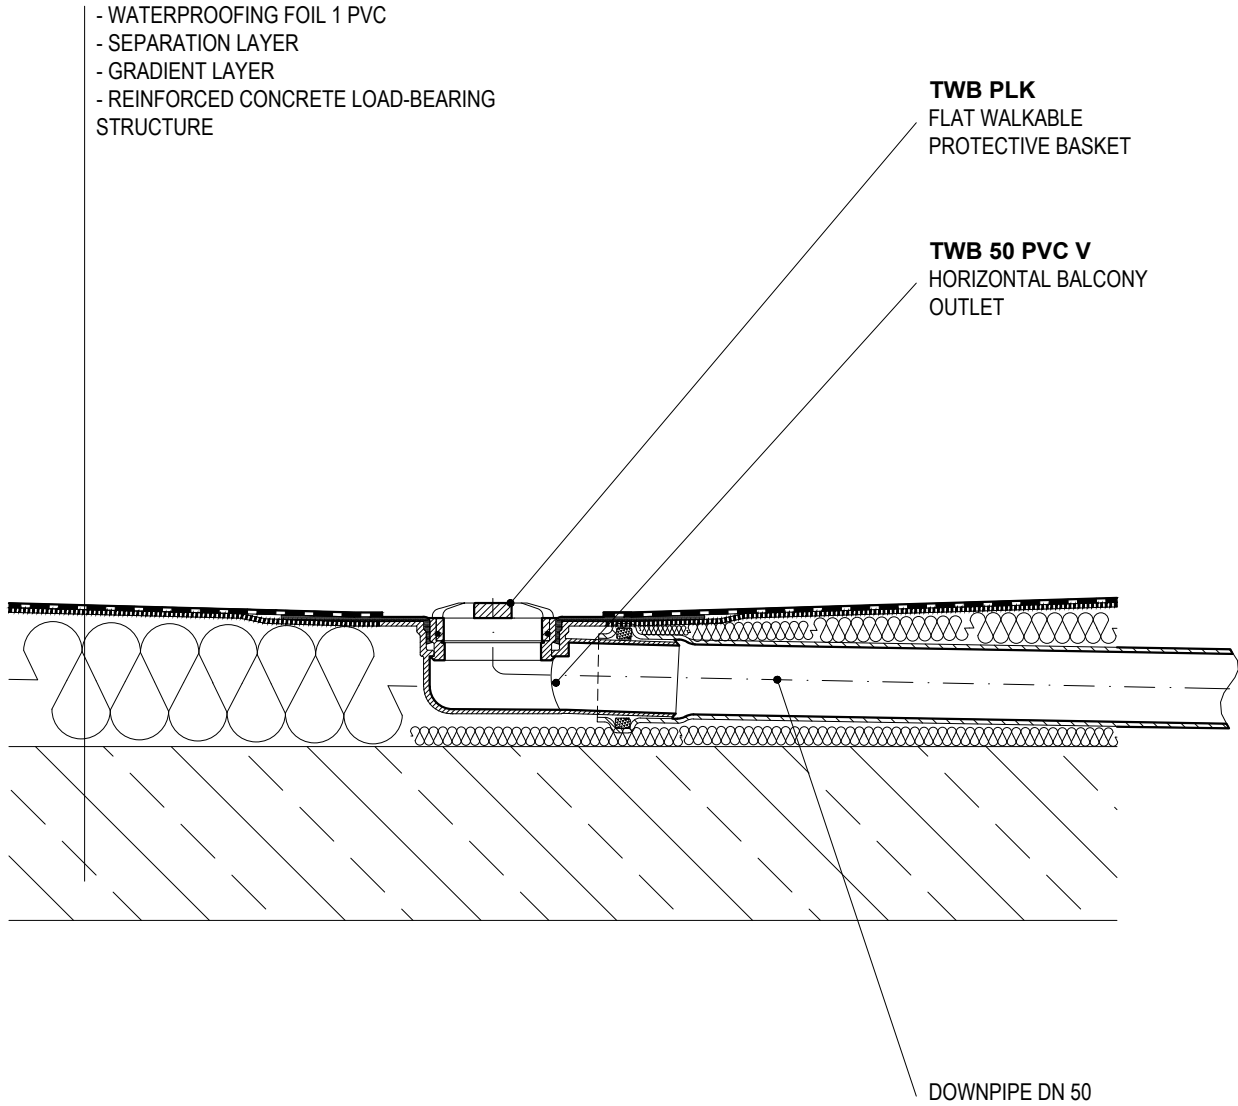 - WATERPROOFING FOIL 1 PVC
- SEPARATION LAYER
- GRADIENT LAYER
- REINFORCED CONCRETE LOAD-BEARING
STRUCTURE
TWB PLK
FLAT WALKABLE
PROTECTIVE BASKET
TWB 50 PVC V
HORIZONTAL BALCONY
OUTLET
DOWNPIPE DN 50